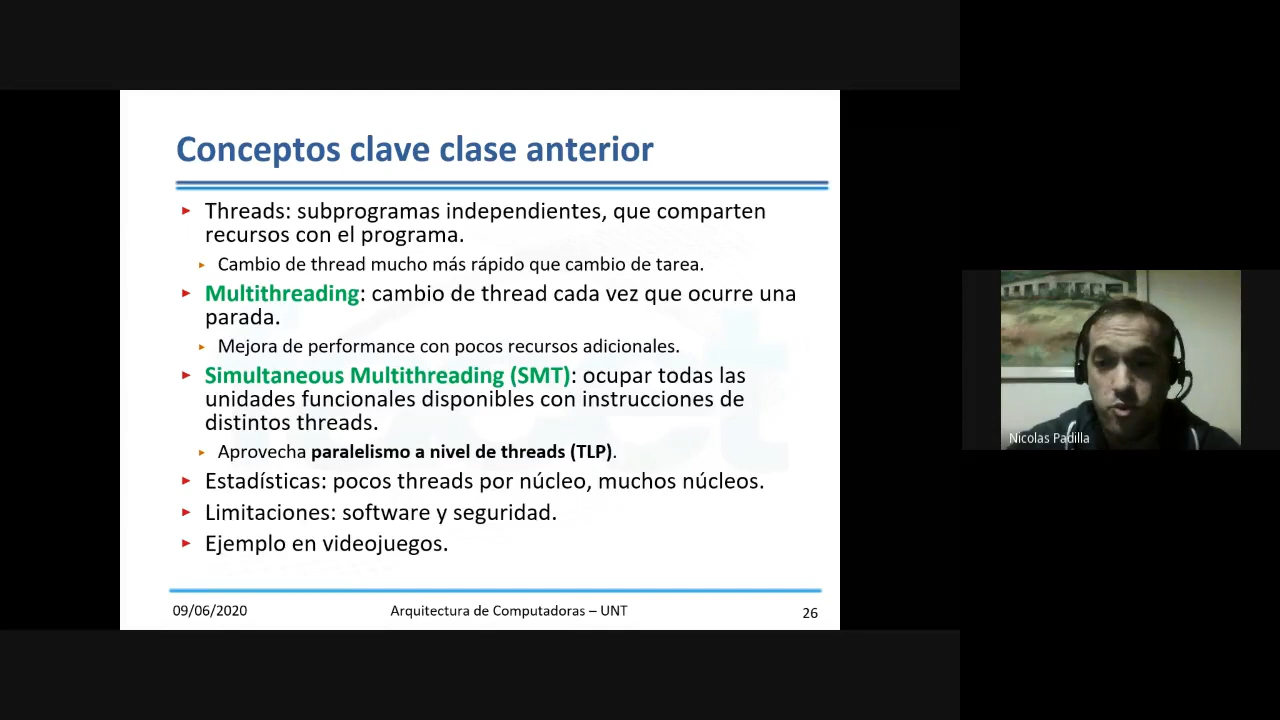 Conceptos clave clase anterior
Threads: subprogramas independientes, que comparten
recursos con el programa.
Cambio de thread mucho más rápido que cambio de tarea.
Multithreading: cambio de thread cada vez que ocurre una
parada.
Mejora de performance con pocos recursos adicionales.
Simultaneous Multithreading (SMT): ocupar todas las
unidades funcionales disponibles con instrucciones de
distintos threads.
Aprovecha paralelismo a nivel de threads (TLP).
Estadísticas: pocos threads por núcleo, muchos núcleos.
Limitaciones: software y seguridad.
Ejemplo en videojuegos.
09/06/2020
Arquitectura de Computadoras – UNT
26
Nicolas Padilla